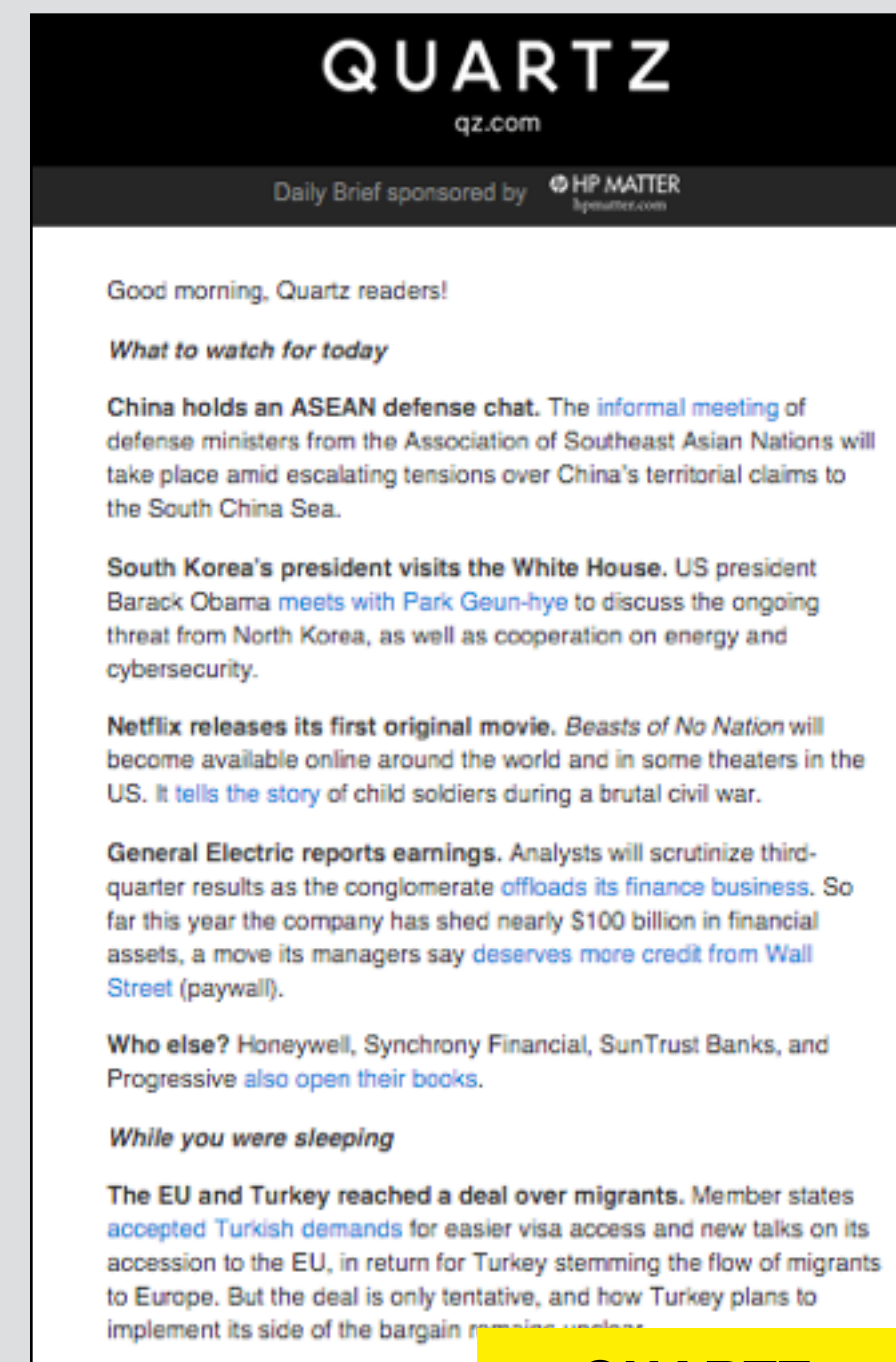 QUARTZ
qz.com
Daily Brief sponsored by HP MATTER
hpmatter.com
Good morning, Quartz readers!
What to watch for today
China holds an ASEAN defense chat. The informal meeting of
defense ministers from the Association of Southeast Asian Nations will
take place amid escalating tensions over China's territorial claims to
the South China Sea.
South Korea's president visits the White House. US president
Barack Obama meets with Park Geun-hye to discuss the ongoing
threat from North Korea, as well as cooperation on energy and
cybersecurity.
Netflix releases its first original movie. Beasts of No Nation will
become available online around the world and in some theaters in the
US. It tells the story of child soldiers during a brutal civil war.
General Electric reports earnings. Analysts will scrutinize third-
quarter results as the conglomerate offloads its finance business. So
far this year the company has shed nearly $100 billion in financial
assets, a move its managers say deserves more credit from Wall
Street (paywall).
Who else? Honeywell, Synchrony Financial, SunTrust Banks, and
Progressive also open their books.
While you were sleeping
The EU and Turkey reached a deal over migrants. Member states
accepted Turkish demands for easier visa access and new talks on its
accession to the EU, in return for Turkey stemming the flow of migrants
to Europe. But the deal is only tentative, and how Turkey plans to
implement its side of the bargain remains unclear